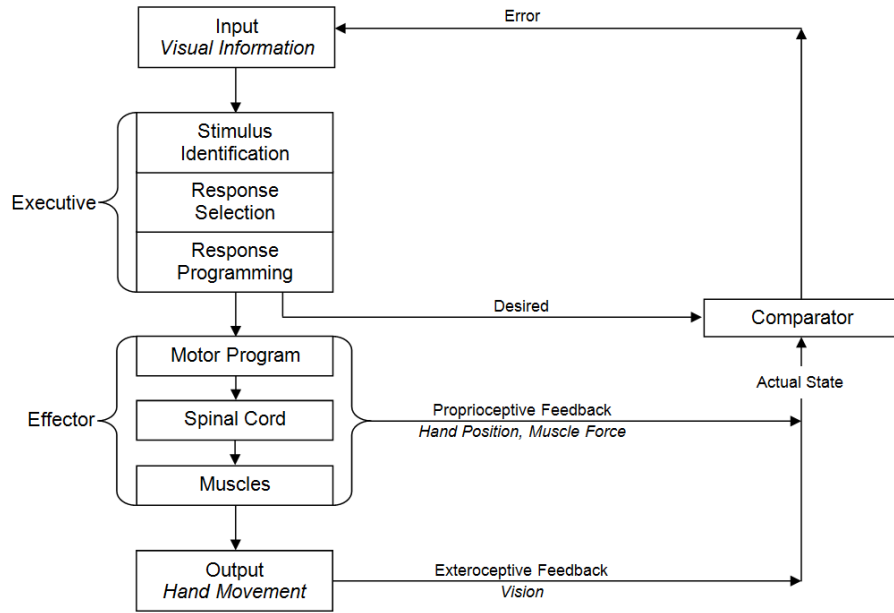 Input
Visual Information
Error
Executive
Stimulus
Identification
Response
Selection
Response
Programming
Desired
Comparator
Actual State
Effector
Motor Program
Spinal Cord
Muscles
Proprioceptive Feedback
Hand Position, Muscle Force
Output
Hand Movement
Exteroceptive Feedback
Vision